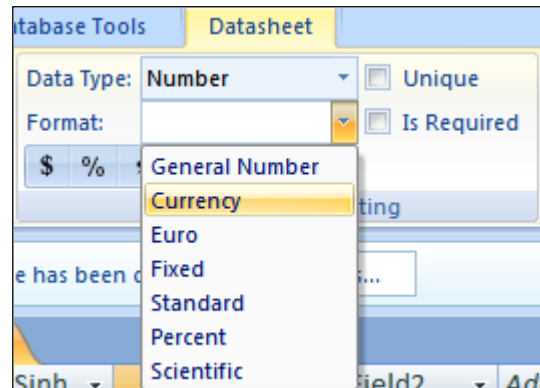 atabase Tools Datasheet
Data Type: Number Unique
Format: Is Required
$ %
General Number
Currency
ting
Euro
e has been c
Fixed
s...
Standard
Percent
Scientific
Sinh Field2 Ad